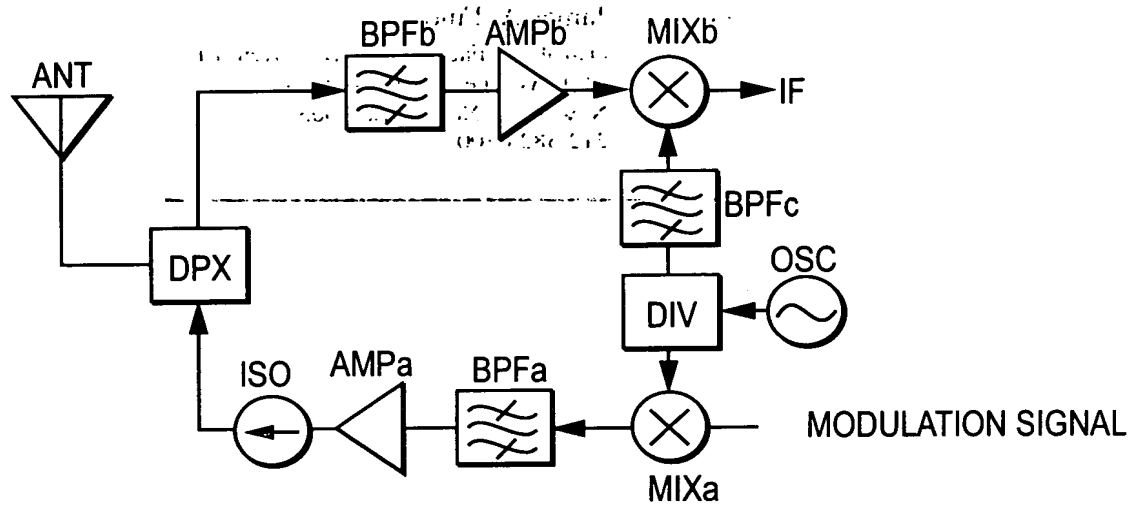 BPFb
AMPb
MIXb
ANT
IF
BPFc
DPX
OSC
DIV
ISO
AMPa
BPFa
MODULATION SIGNAL
MIXa